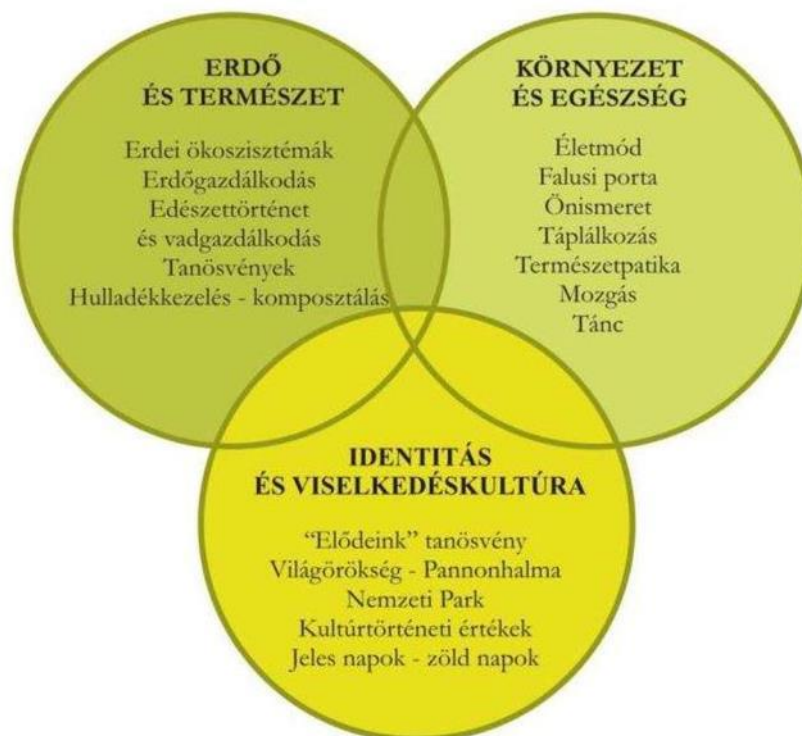 ERDŐ
ÉS TERMÉSZET
Erdei ökoszisztémák
Erdőgazdálkodás
Edészettörténet
és vadgazdálkodás
Tanösvények
Hulladékkezelés - komposztálás
KÖRNYEZET
ÉS EGÉSZSÉG
Életmód
Falusi porta
Önismeret
Táplálkozás
Természetpatika
Mozgás
Tánc
IDENTITÁS
ÉS VISELKEDÉSKULTÚRA
“Elődeink” tanösvény
Világörökség - Pannonhalma
Nemzeti Park
Kultúrtörténeti értékek
Jeles napok - zöld napok